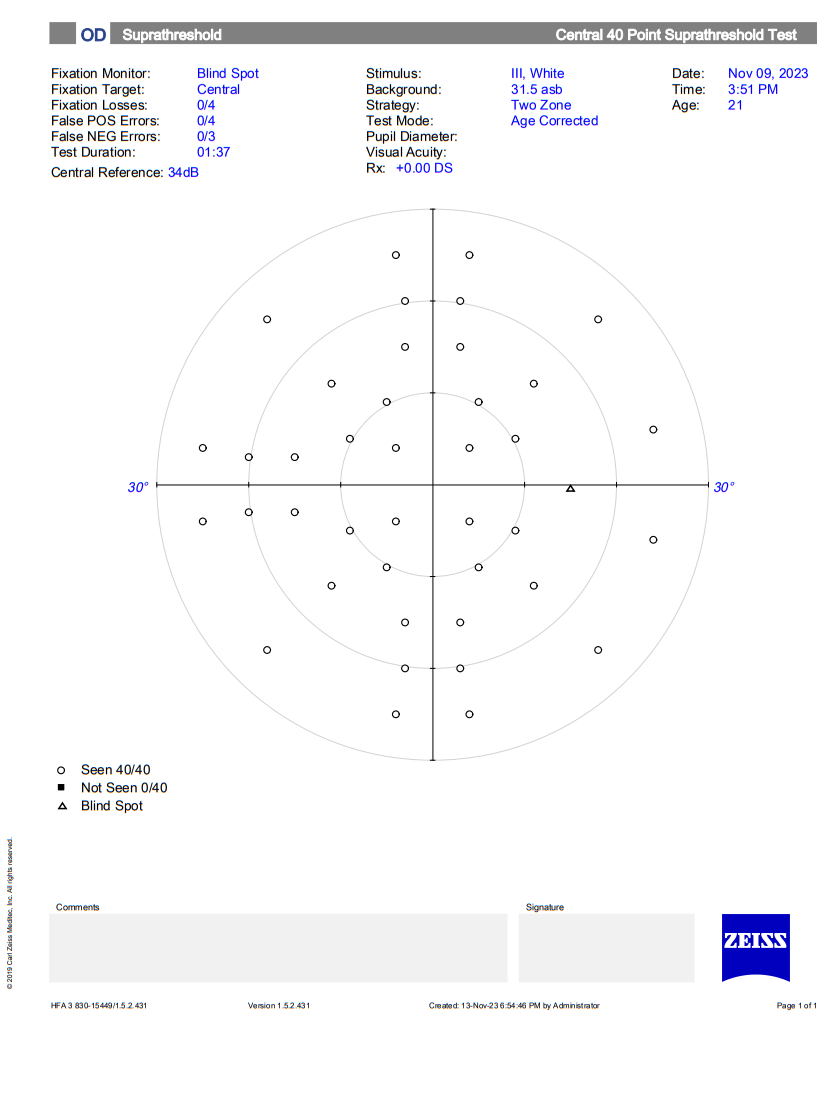 OD Suprathreshold Central 40 Point Suprathreshold Test
Fixation Monitor: Blind Spot Stimulus: III, White Date: Nov 09, 2023
Fixation Target: Central Background: 31.5 asb Time: 3:51 PM
Fixation Losses: 0/4 Strategy: Two Zone Age: 21
False POS Errors: 0/4 Test Mode: Age Corrected
False NEG Errors: 0/3 Pupil Diameter:
Test Duration: 01:37 Visual Acuity:
Central Reference: 34dB Rx: +0.00 DS
30° 30°
Seen 40/40
Not Seen 0/40
Blind Spot
© 2019 Carl Zeiss Meditec, Inc. All rights reserved.
Comments Signature
ZEISS
HFA 3 830-15449/1.5.2.431 Version 1.5.2.431 Created: 13-Nov-23 6:54:46 PM by Administrator Page 1 of 1